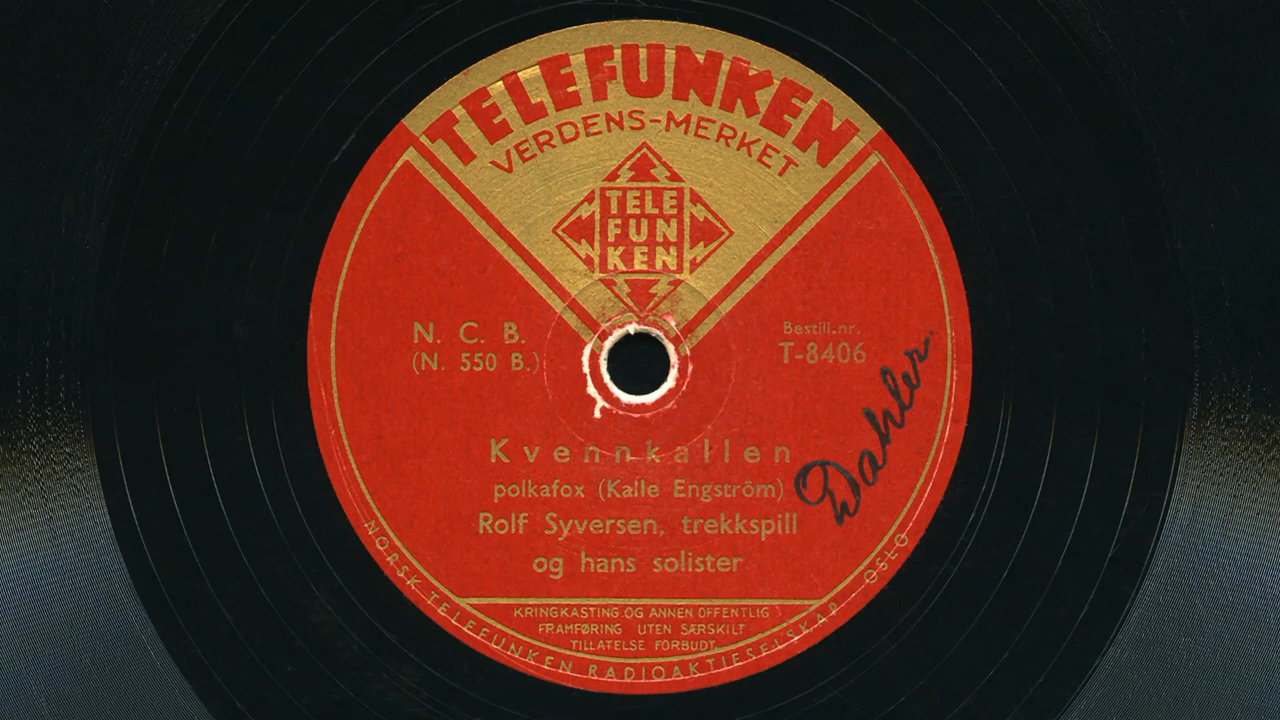 TELEFUNKEN
VERDENS-MERKET
TELE
FUN
KEN
N. C. B.
(N. 550 B.)
Bestill.nr.
T-8406
Dahler.
Kvennkallen
polkafox (Kalle Engström)
Rolf Syversen, trekkspill
og hans solister
KRINGKASTING OG ANNEN OFFENTLIG
FRAMFØRING UTEN SÆRSKILT
TILLATELSE FORBUDT.
NORSK TELEFUNKEN RADIOAKTIESELSKAP OSLO